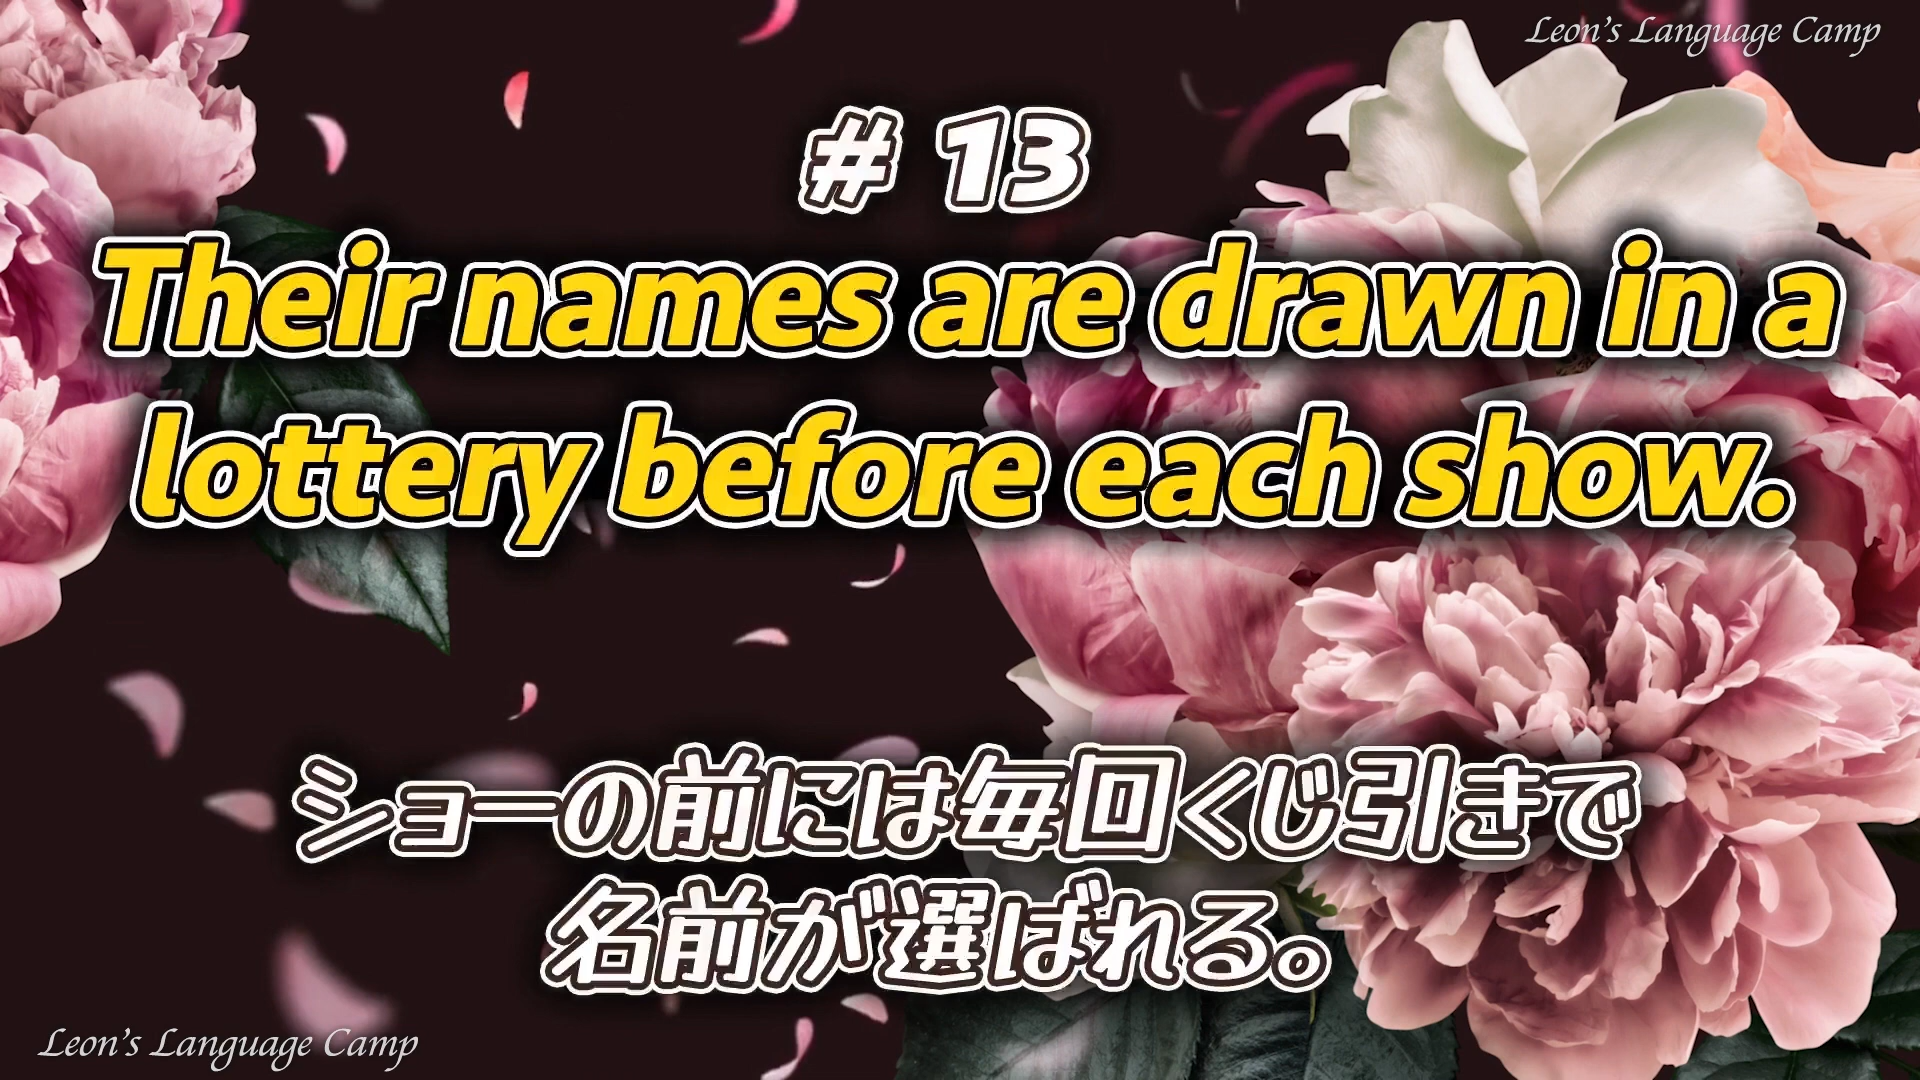 Leon's Language Camp
# 13
Their names are drawn in a
lottery before each show.
ショーの前には毎回くじ引きで
名前が選ばれる。
Leon's Language Camp